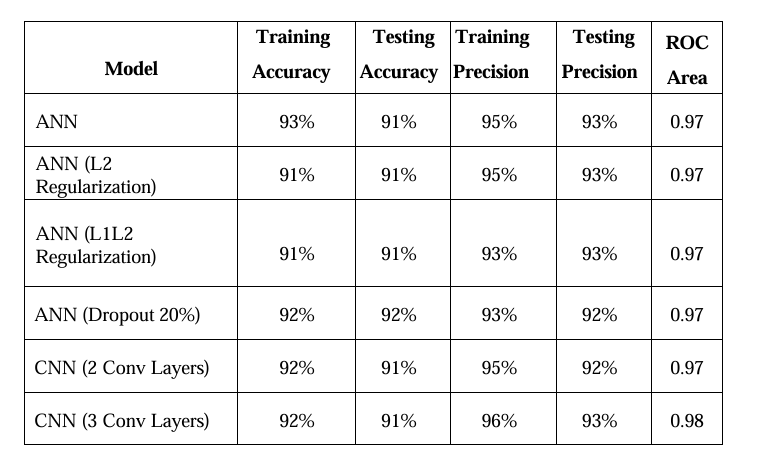 Model Training Accuracy Testing Accuracy Training Precision Testing Precision ROC Area
ANN 93% 91% 95% 93% 0.97
ANN (L2
Regularization) 91% 91% 95% 93% 0.97
ANN (L1L2
Regularization) 91% 91% 93% 93% 0.97
ANN (Dropout 20%) 92% 92% 93% 92% 0.97
CNN (2 Conv Layers) 92% 91% 95% 92% 0.97
CNN (3 Conv Layers) 92% 91% 96% 93% 0.98